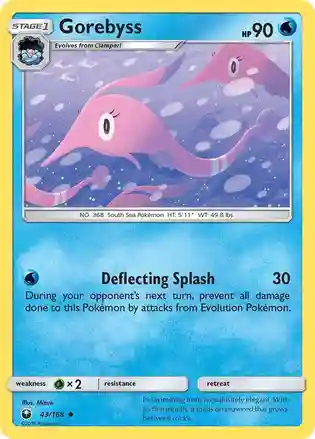 STAGE 1 Gorebyss HP 90
Evolves from Clamperl
NO. 368 South Sea Pokémon HT: 5'11" WT: 49.8 lbs.
Deflecting Splash 30
During your opponent's next turn, prevent all damage
done to this Pokémon by attacks from Evolution Pokémon.
weakness × 2 resistance retreat
Illus.
43/168